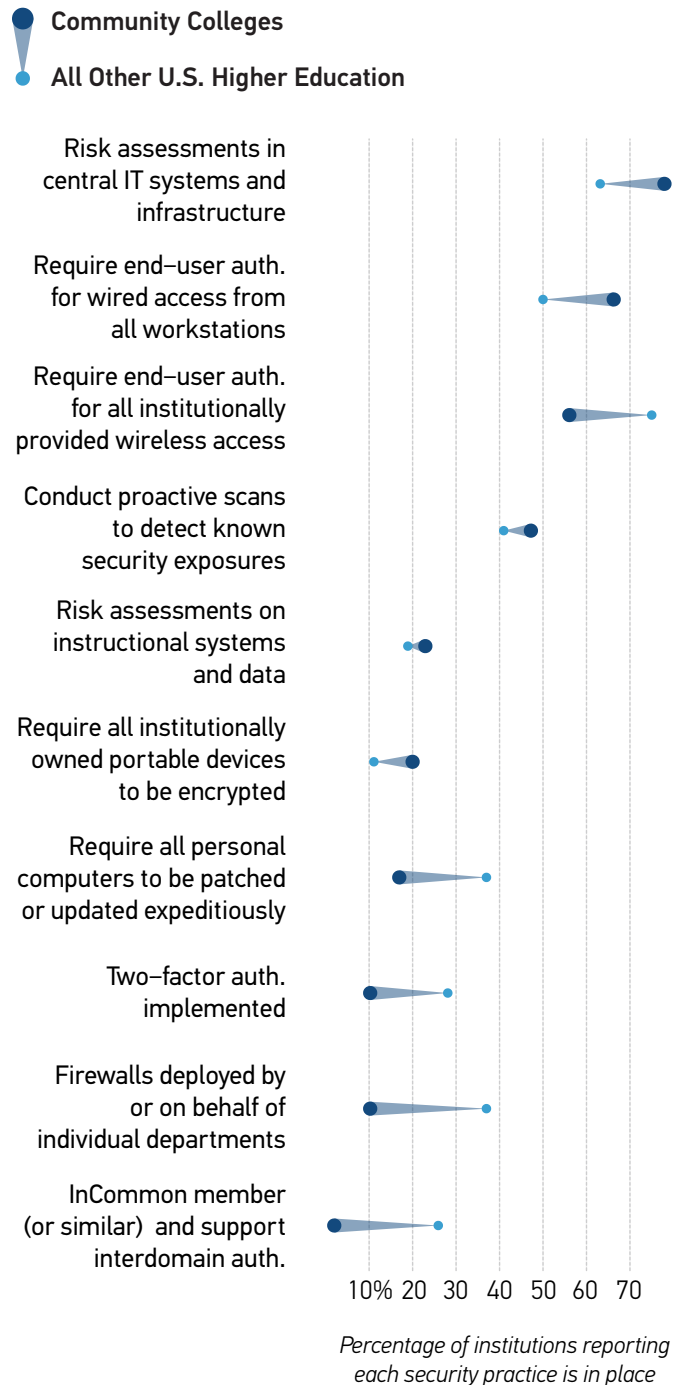 Community Colleges
All Other U.S. Higher Education
Risk assessments in
central IT systems and
infrastructure
Require end–user auth.
for wired access from
all workstations
Require end–user auth.
for all institutionally
provided wireless access
Conduct proactive scans
to detect known
security exposures
Risk assessments on
instructional systems
and data
Require all institutionally
owned portable devices
to be encrypted
Require all personal
computers to be patched
or updated expeditiously
Two–factor auth.
implemented
Firewalls deployed by
or on behalf of
individual departments
InCommon member
(or similar) and support
interdomain auth.
10% 20 30 40 50 60 70
Percentage of institutions reporting
each security practice is in place